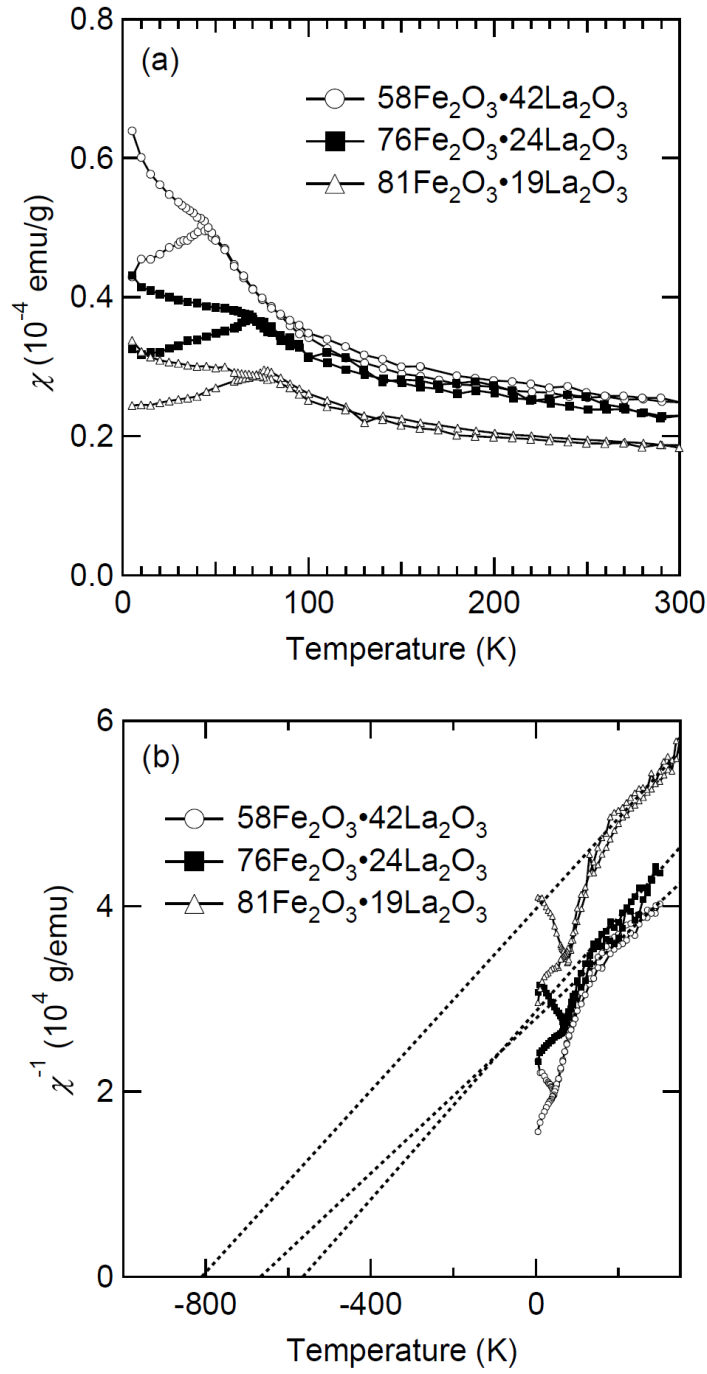 0.8
(a)
58Fe₂O₃•42La₂O₃
76Fe₂O₃•24La₂O₃
81Fe₂O₃•19La₂O₃
0.6
χ (10⁻⁴ emu/g)
0.4
0.2
0.0
0 100 200 300
Temperature (K)
6
(b)
58Fe₂O₃•42La₂O₃
76Fe₂O₃•24La₂O₃
81Fe₂O₃•19La₂O₃
4
χ⁻¹ (10⁴ g/emu)
2
0
-800 -400 0
Temperature (K)